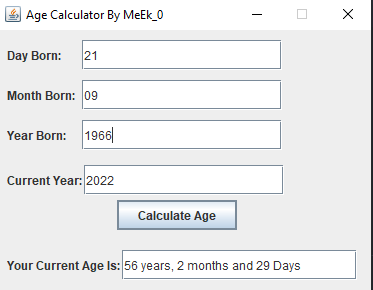 Age Calculator By MeEk_0
Day Born: 21
Month Born: 09
Year Born: 1966
Current Year: 2022
Calculate Age
Your Current Age Is: 56 years, 2 months and 29 Days